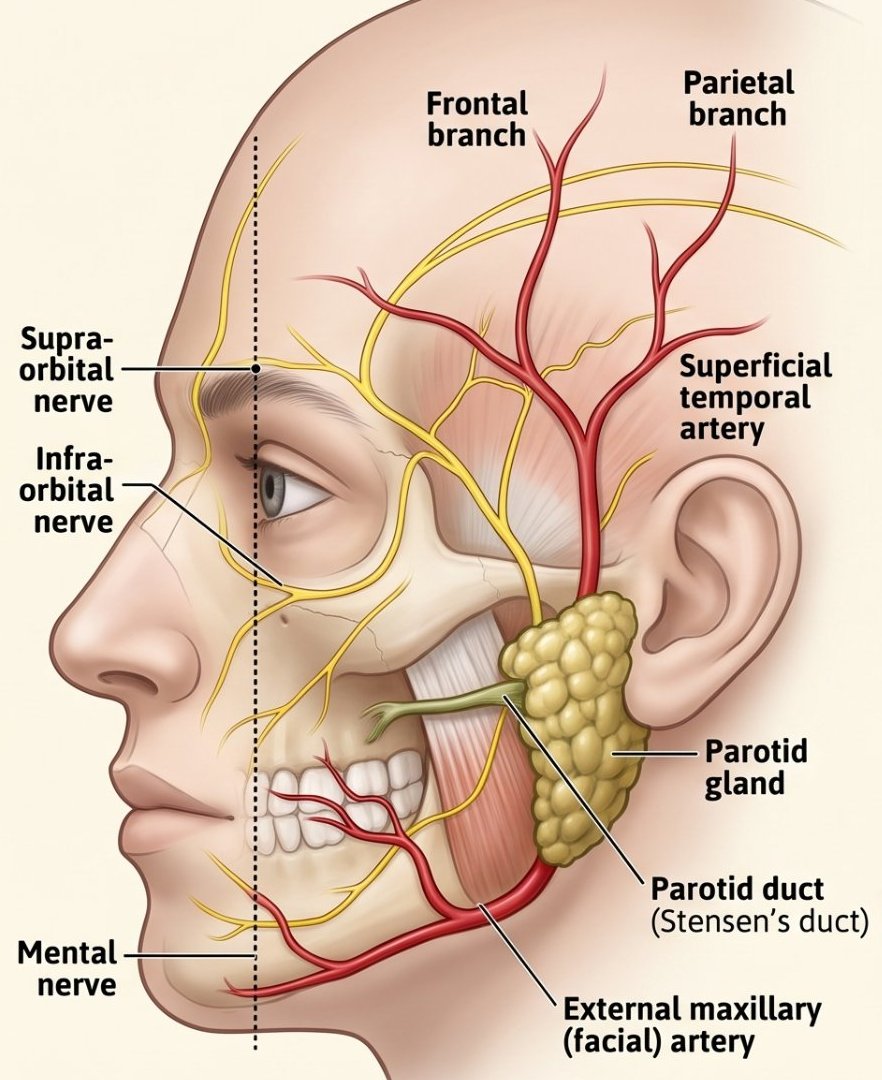 Frontal
branch
Parietal
branch
Supra-
orbital
nerve
Superficial
temporal
artery
Infra-
orbital
nerve
Parotid
gland
Parotid duct
(Stensen's duct)
Mental
nerve
External maxillary
(facial) artery